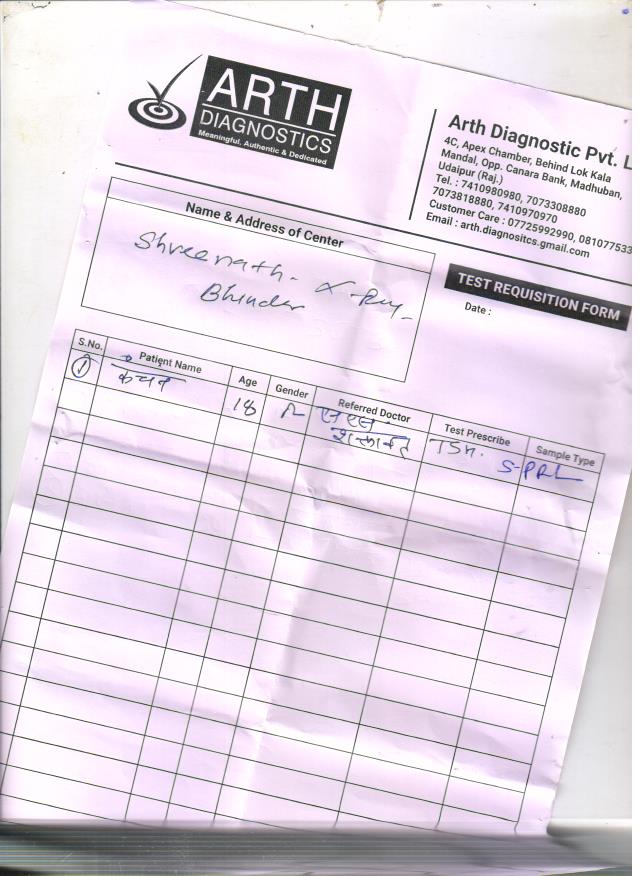 ARTH
DIAGNOSTICS
Meaningful, Authentic & Dedicated
Arth Diagnostic Pvt. L
4C, Apex Chamber, Behind Lok Kala
Mandal, Opp. Canara Bank, Madhuban,
Udaipur (Raj.)
Tel. : 7410980980, 7073308880
7073818880, 7410970970
Customer Care : 07725992990, 081077533
Email : arth.diagnositcs.gmail.com
Name & Address of Center
Shreenath. X-Ray
Bhinder
TEST REQUISITION FORM
Date :
S.No. Patient Name Age Gender Referred Doctor Test Prescribe Sample Type
1 18 TSH.
S-PRL